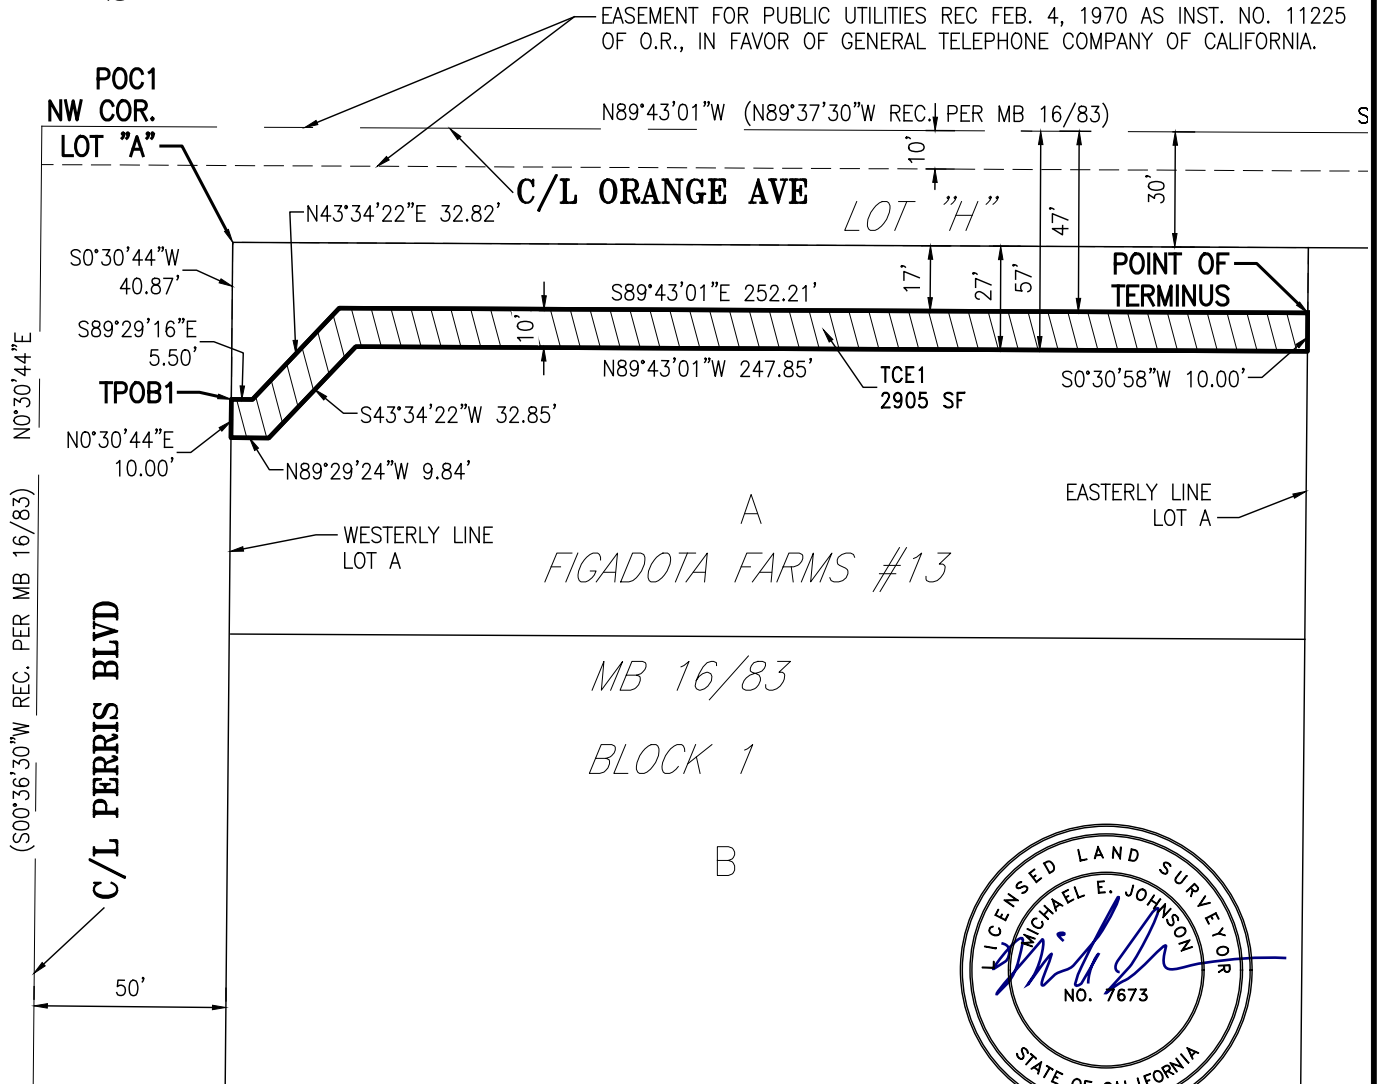 EASEMENT FOR PUBLIC UTILITIES REC FEB. 4, 1970 AS INST. NO. 11225
OF O.R., IN FAVOR OF GENERAL TELEPHONE COMPANY OF CALIFORNIA.
POC1
NW COR.
LOT "A"
N89°43'01"W (N89°37'30"W REC. PER MB 16/83)
S
10'
C/L ORANGE AVE
LOT "H"
30'
47'
N43°34'22"E 32.82'
S0°30'44"W
40.87'
17'
27'
57'
POINT OF
TERMINUS
S89°43'01"E 252.21'
10'
S89°29'16"E
5.50'
N89°43'01"W 247.85'
TCE1
2905 SF
S0°30'58"W 10.00'
TPOB1
S43°34'22"W 32.85'
N0°30'44"E
10.00'
N89°29'24"W 9.84'
N0°30'44"E
(S00°36'30"W REC. PER MB 16/83)
EASTERLY LINE
LOT A
WESTERLY LINE
LOT A
A
FIGADOTA FARMS #13
MB 16/83
BLOCK 1
B
C/L PERRIS BLVD
50'
LICENSED LAND SURVEYOR
MICHAEL E. JOHNSON
NO. 7673
STATE OF CALIFORNIA